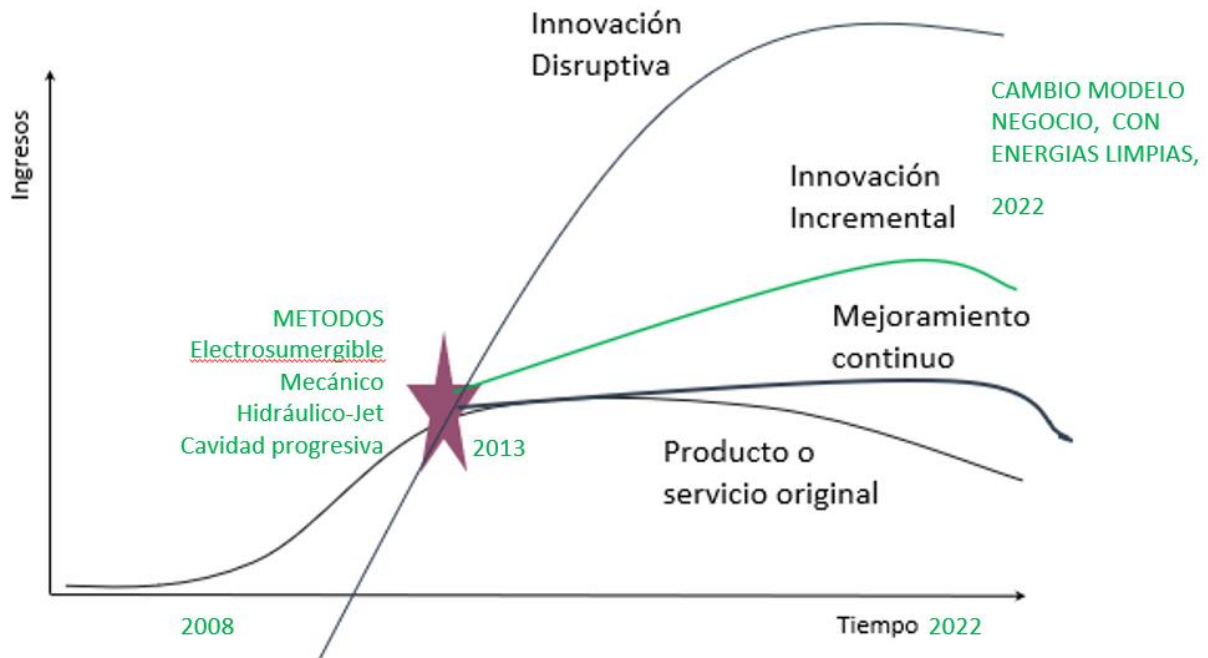 Innovación
Disruptiva
Ingresos
CAMBIO MODELO
NEGOCIO, CON
ENERGIAS LIMPIAS,
2022
Innovación
Incremental
METODOS
Electrosumergible
Mecánico
Hidráulico-Jet
Cavidad progresiva
2013
Mejoramiento
continuo
Producto o
servicio original
2008
Tiempo 2022